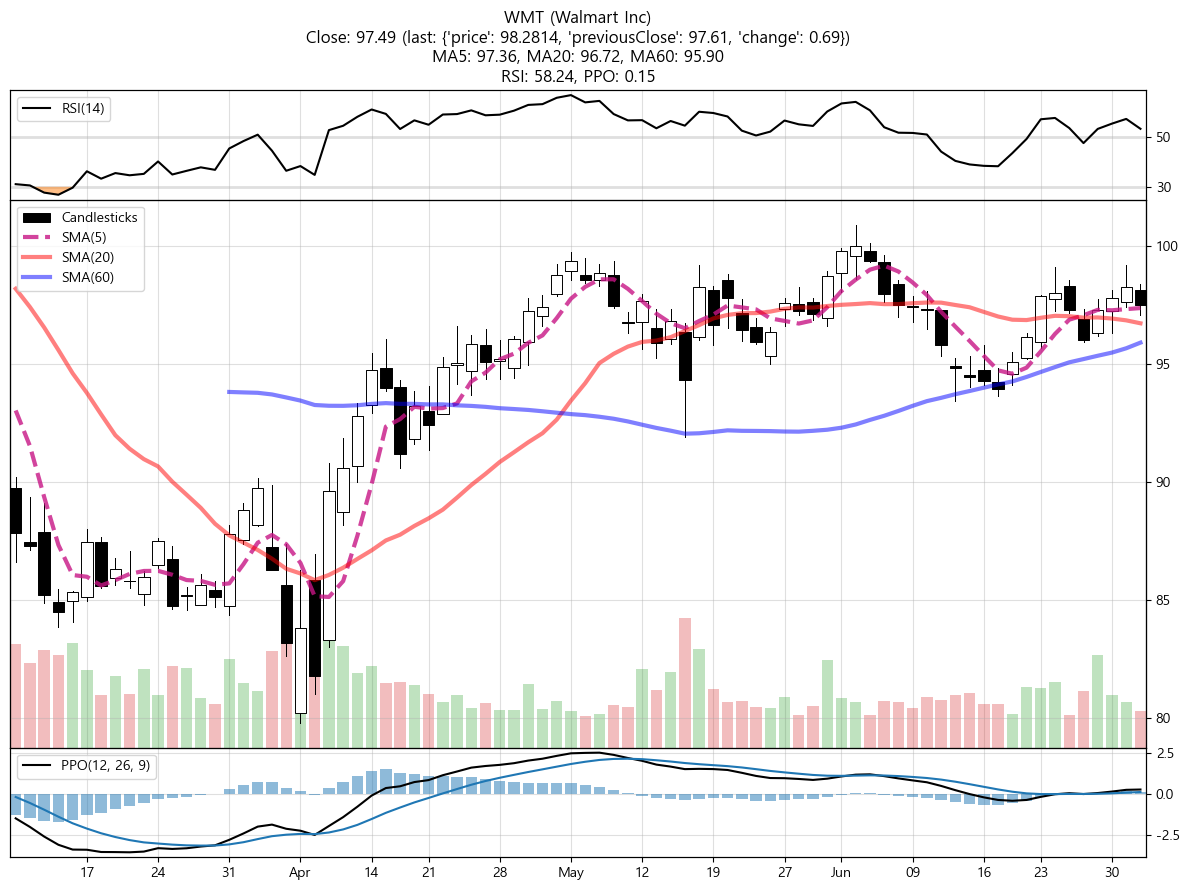 WMT (Walmart Inc)
Close: 97.49 (last: {'price': 98.2814, 'previousClose': 97.61, 'change': 0.69})
MA5: 97.36, MA20: 96.72, MA60: 95.90
RSI: 58.24, PPO: 0.15
RSI(14)
50
30
Candlesticks
SMA(5)
SMA(20)
SMA(60)
100
95
90
85
80
PPO(12, 26, 9)
2.5
0.0
-2.5
17 24 31 Apr 14 21 28 May 12 19 27 Jun 09 16 23 30